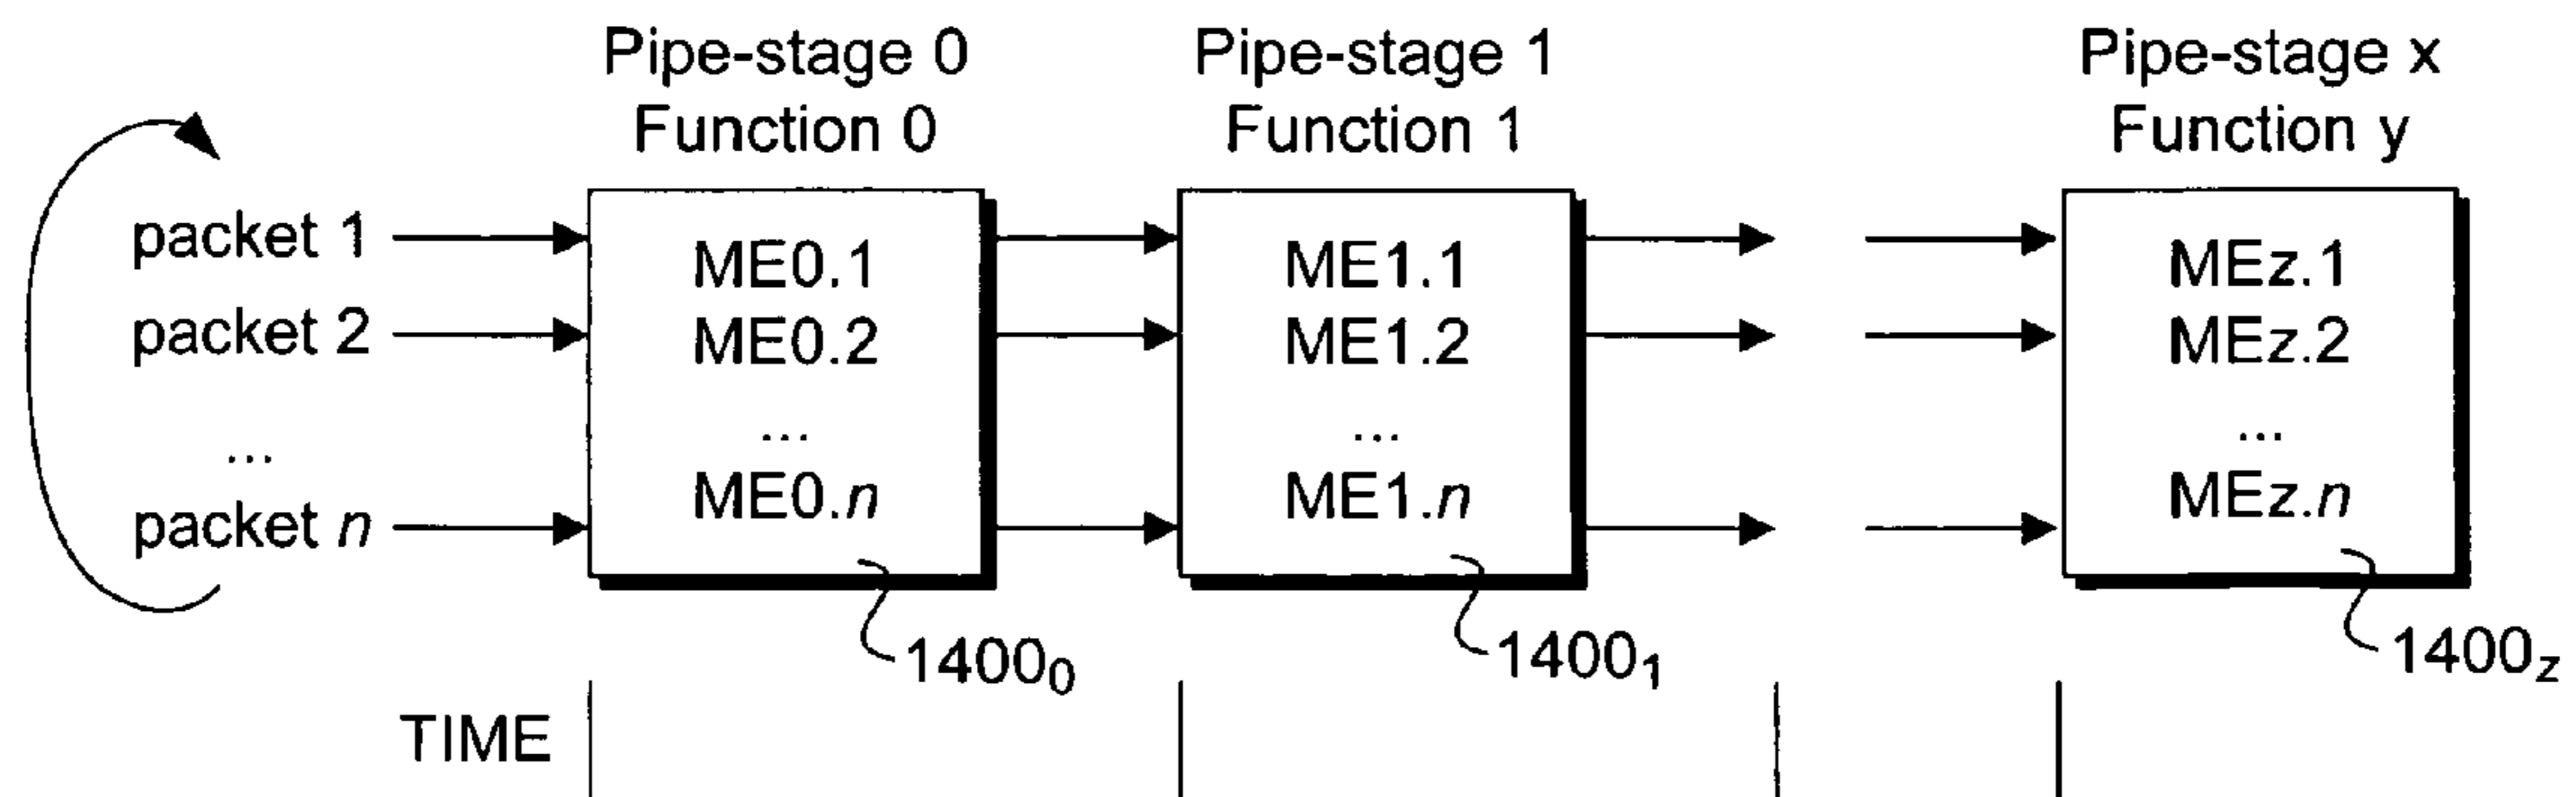 Pipe-stage 0
Function 0
Pipe-stage 1
Function 1
Pipe-stage x
Function y
packet 1
packet 2
...
packet n
ME0.1
ME0.2
...
ME0.n
ME1.1
ME1.2
...
ME1.n
MEz.1
MEz.2
...
MEz.n
1400₀
1400₁
1400z
TIME